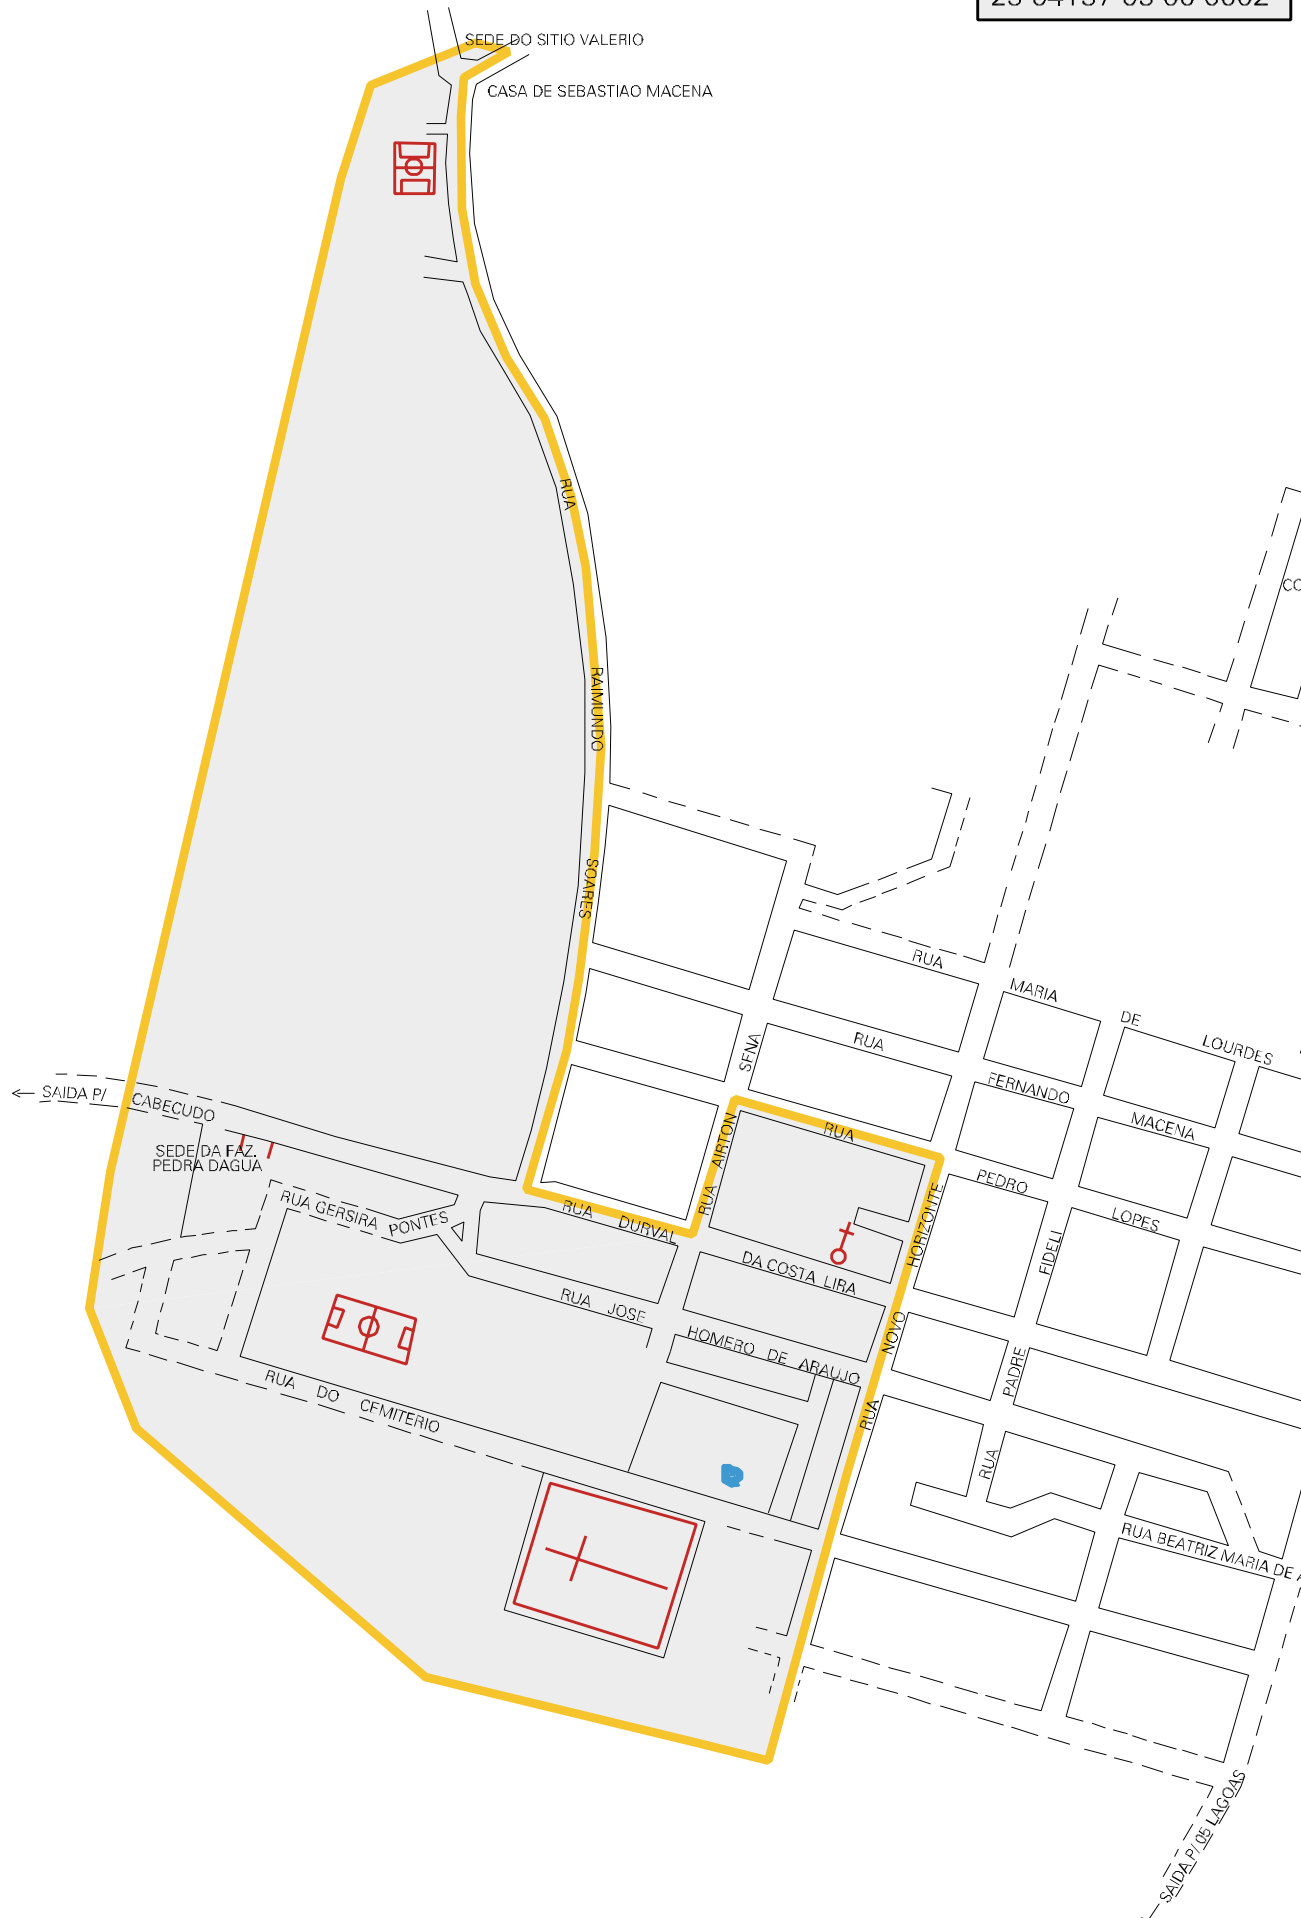 SEDE DO SITIO VALERIO
CASA DE SEBASTIAO MACENA
RUA
RAIMUNDO
SOARES
RUA
MARIA
DE
LOURDES
SENA
RUA
FERNANDO
MACENA
SAIDA P/
CABECUDO
SEDE DA FAZ.
PEDRA DAGUA
RUA AIRTON
RUA
PEDRO
LOPES
RUA GERSIRA PONTES
RUA DURVAL
DA COSTA LIRA
HORIZONTE
NOVO
RUA
FIDELI
PADRE
RUA
RUA JOSE
HOMERO DE ARAUJO
RUA DO CEMITERIO
RUA BEATRIZ MARIA DE
SAIDA P/ 05 LAGOAS